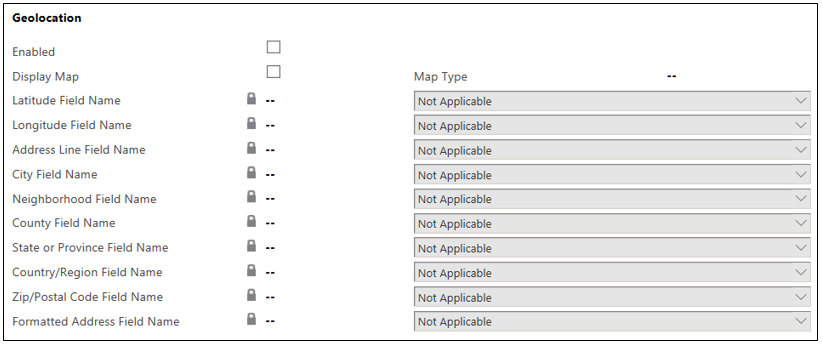 Geolocation
Enabled
Display Map Map Type --
Latitude Field Name -- Not Applicable
Longitude Field Name -- Not Applicable
Address Line Field Name -- Not Applicable
City Field Name -- Not Applicable
Neighborhood Field Name -- Not Applicable
County Field Name -- Not Applicable
State or Province Field Name -- Not Applicable
Country/Region Field Name -- Not Applicable
Zip/Postal Code Field Name -- Not Applicable
Formatted Address Field Name -- Not Applicable